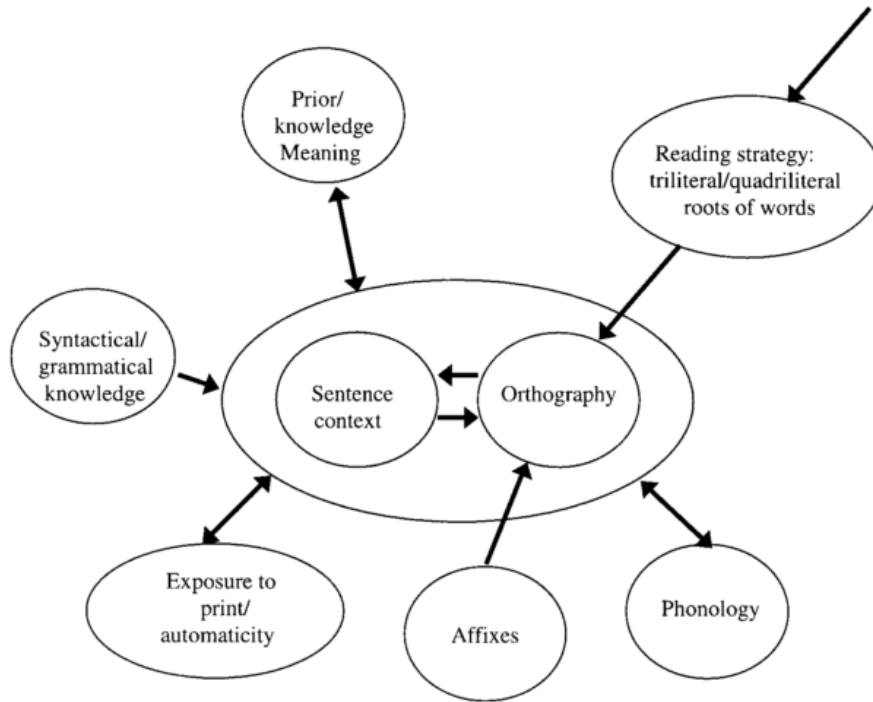 Prior/
knowledge
Meaning
Reading strategy:
triliteral/quadriliteral
roots of words
Syntactical/
grammatical
knowledge
Sentence
context
Orthography
Exposure to
print/
automaticity
Affixes
Phonology